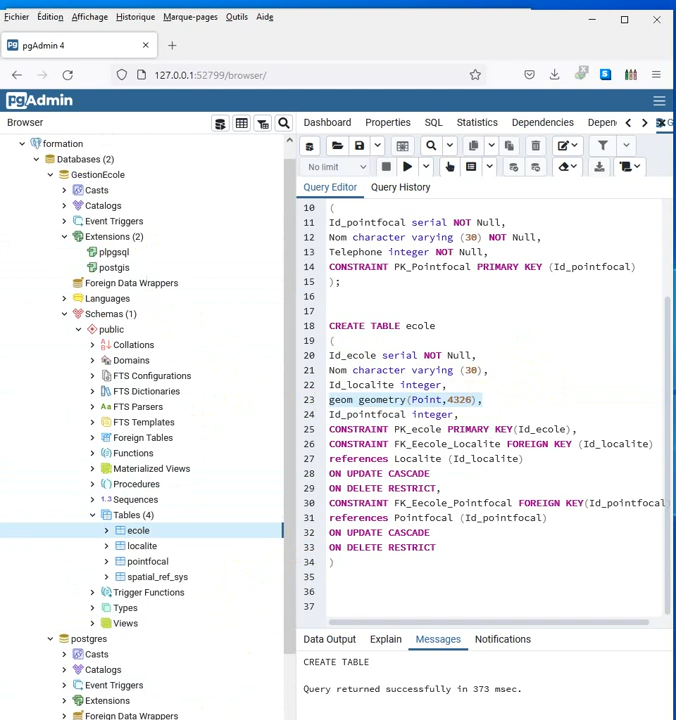 Fichier Édition Affichage Historique Marque-pages Outils Aide
pgAdmin 4
127.0.0.1:52799/browser/
pgAdmin
Browser
Dashboard Properties SQL Statistics Dependencies Depen
formation
Databases (2)
GestionEcole
Casts
Catalogs
Event Triggers
Extensions (2)
plpgsql
postgis
Foreign Data Wrappers
Languages
Schemas (1)
public
Collations
Domains
FTS Configurations
FTS Dictionaries
Aa FTS Parsers
FTS Templates
Foreign Tables
Functions
Materialized Views
Procedures
1..3 Sequences
Tables (4)
ecole
localite
pointfocal
spatial_ref_sys
Trigger Functions
Types
Views
postgres
Casts
Catalogs
Event Triggers
Extensions
Foreign Data Wrappers
No limit
Query Editor Query History
10 (
11 Id_pointfocal serial NOT Null,
12 Nom character varying (30) NOT Null,
13 Telephone integer NOT Null,
14 CONSTRAINT PK_Pointfocal PRIMARY KEY (Id_pointfocal)
15 );
16
17
18 CREATE TABLE ecole
19 (
20 Id_ecole serial NOT Null,
21 Nom character varying (30),
22 Id_localite integer,
23 geom geometry(Point,4326),
24 Id_pointfocal integer,
25 CONSTRAINT PK_ecole PRIMARY KEY(Id_ecole),
26 CONSTRAINT FK_Eecole_Localite FOREIGN KEY (Id_localite)
27 references Localite (Id_localite)
28 ON UPDATE CASCADE
29 ON DELETE RESTRICT,
30 CONSTRAINT FK_Eecole_Pointfocal FOREIGN KEY(Id_pointfocal)
31 references Pointfocal (Id_pointfocal)
32 ON UPDATE CASCADE
33 ON DELETE RESTRICT
34 )
35
36
37
Data Output Explain Messages Notifications
CREATE TABLE
Query returned successfully in 373 msec.